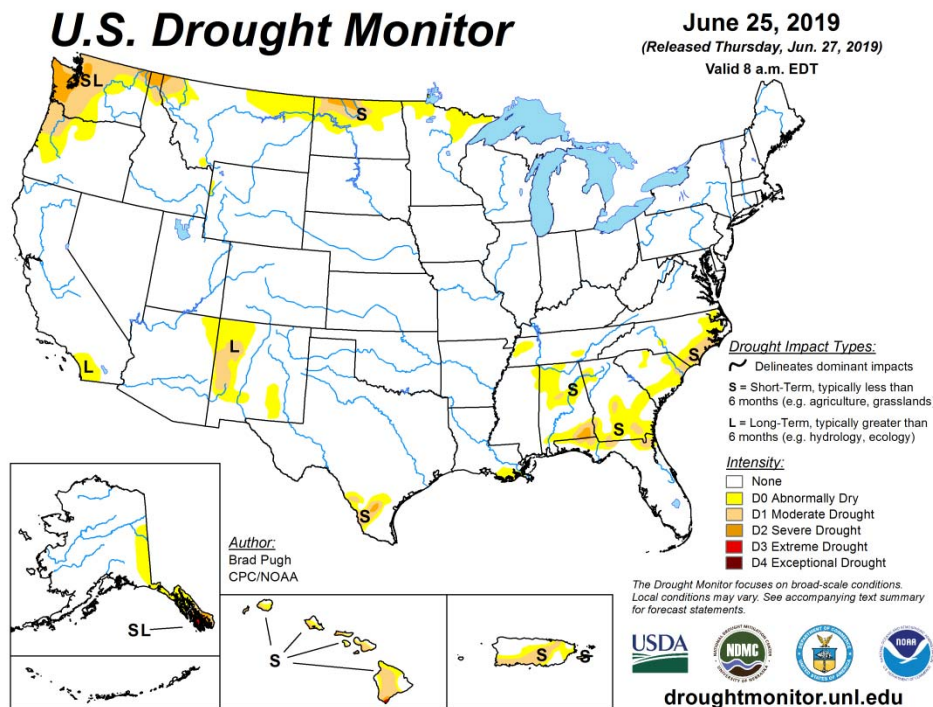 U.S. Drought Monitor
June 25, 2019
(Released Thursday, Jun. 27, 2019)
Valid 8 a.m. EDT
SL
S
L
L
S
S
S
S
S
Drought Impact Types:
Delineates dominant impacts
S = Short-Term, typically less than
6 months (e.g. agriculture, grasslands
L = Long-Term, typically greater than
6 months (e.g. hydrology, ecology)
Intensity:
None
D0 Abnormally Dry
D1 Moderate Drought
D2 Severe Drought
D3 Extreme Drought
D4 Exceptional Drought
Author:
Brad Pugh
CPC/NOAA
SL
S
S
S
The Drought Monitor focuses on broad-scale conditions.
Local conditions may vary. See accompanying text summary
for forecast statements.
USDA
NDMC
NOAA
droughtmonitor.unl.edu